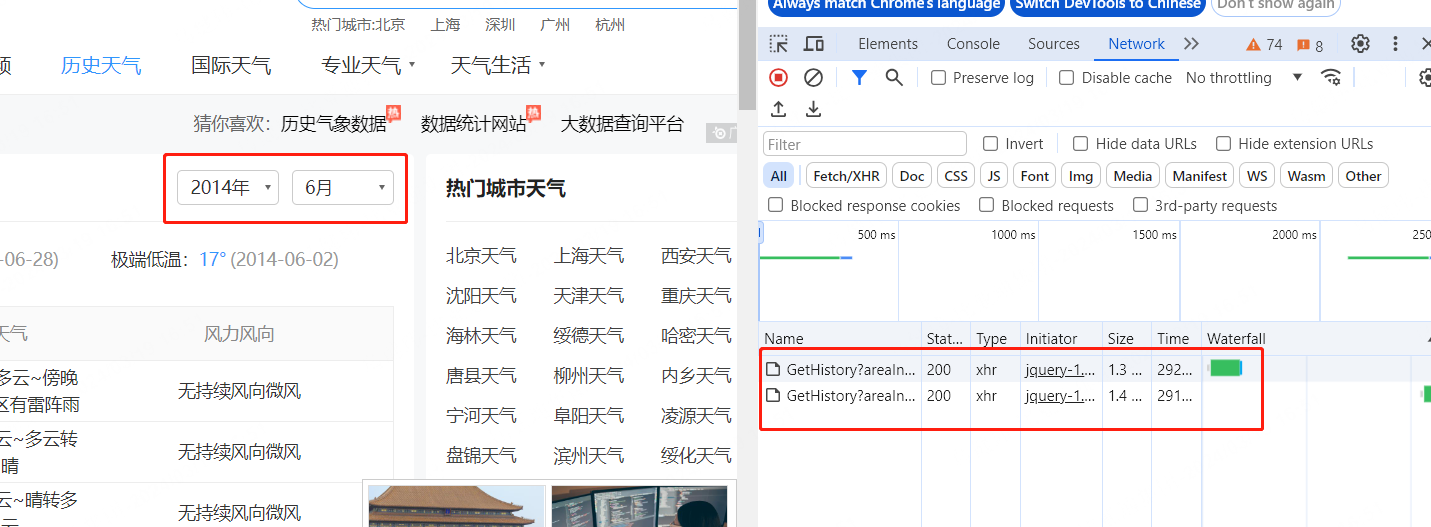 热门城市:北京 上海 深圳 广州 杭州
历史天气 国际天气 专业天气 天气生活
猜你喜欢: 历史气象数据 热 数据统计网站 热 大数据查询平台
2014年 6月
-06-28) 极端低温: 17° (2014-06-02)
天气 风力风向
多云~傍晚
区有雷阵雨 无持续风向微风
云~多云转
晴 无持续风向微风
云~晴转多 无持续风向微风
热门城市天气
北京天气 上海天气 西安天气
沈阳天气 天津天气 重庆天气
海林天气 绥德天气 哈密天气
唐县天气 柳州天气 内乡天气
宁河天气 阜阳天气 凌源天气
盘锦天气 滨州天气 绥化天气
Always match Chrome's language Switch DevTools to Chinese Don't show again
Elements Console Sources Network 74 8
Preserve log Disable cache No throttling
Filter Invert Hide data URLs Hide extension URLs
All Fetch/XHR Doc CSS JS Font Img Media Manifest WS Wasm Other
Blocked response cookies Blocked requests 3rd-party requests
500 ms 1000 ms 1500 ms 2000 ms 250
Name Stat... Type Initiator Size Time Waterfall
GetHistory?areaIn... 200 xhr jquery-1.... 1.3 ... 292...
GetHistory?areaIn... 200 xhr jquery-1.... 1.4 ... 291...